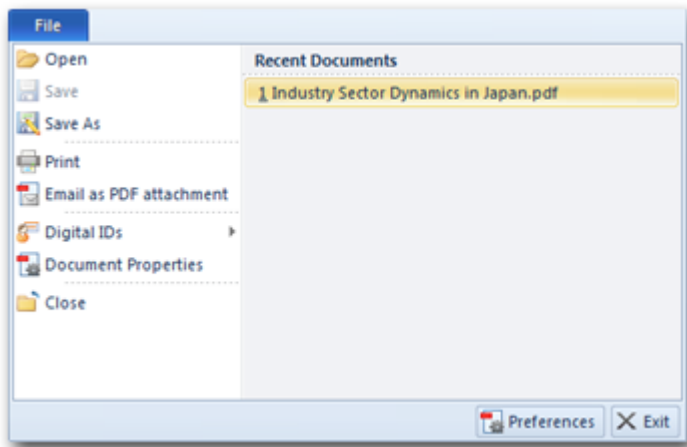 File
Open
Save
Save As
Print
Email as PDF attachment
Digital IDs
Document Properties
Close
Recent Documents
1 Industry Sector Dynamics in Japan.pdf
Preferences
Exit